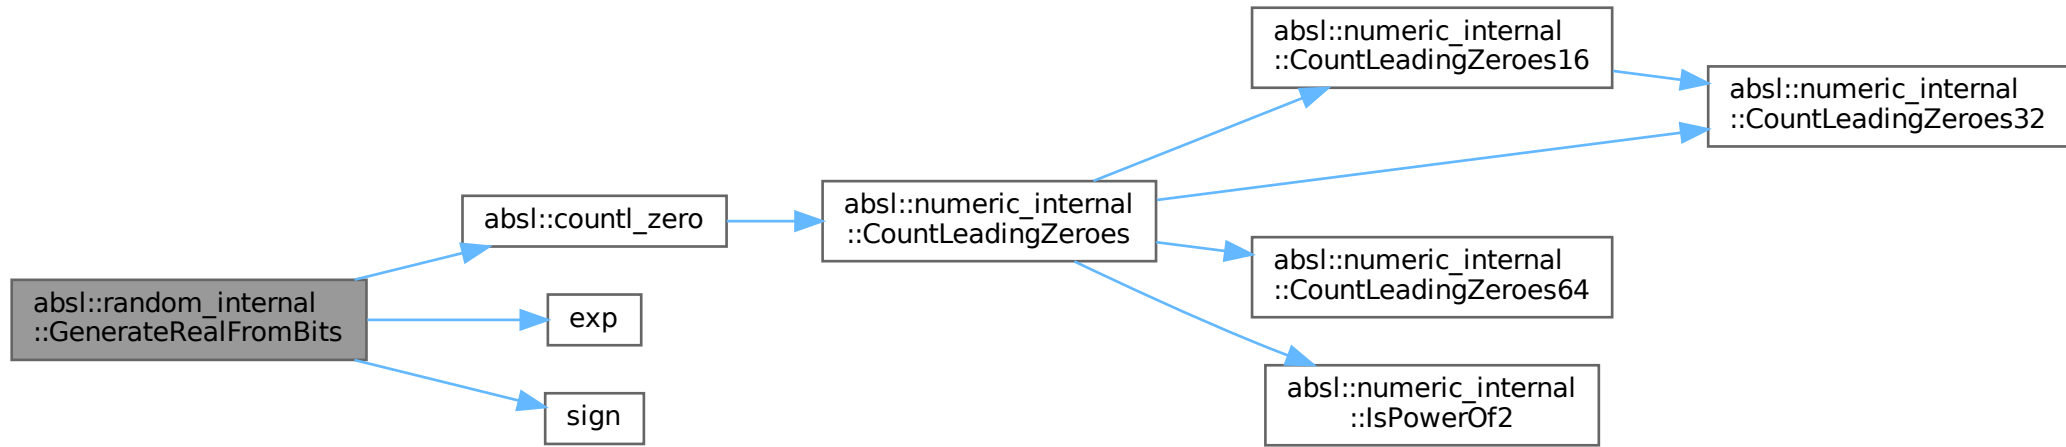 absl::random_internal
::GenerateRealFromBits
absl::countl_zero
exp
sign
absl::numeric_internal
::CountLeadingZeroes
absl::numeric_internal
::CountLeadingZeroes16
absl::numeric_internal
::CountLeadingZeroes32
absl::numeric_internal
::CountLeadingZeroes64
absl::numeric_internal
::IsPowerOf2